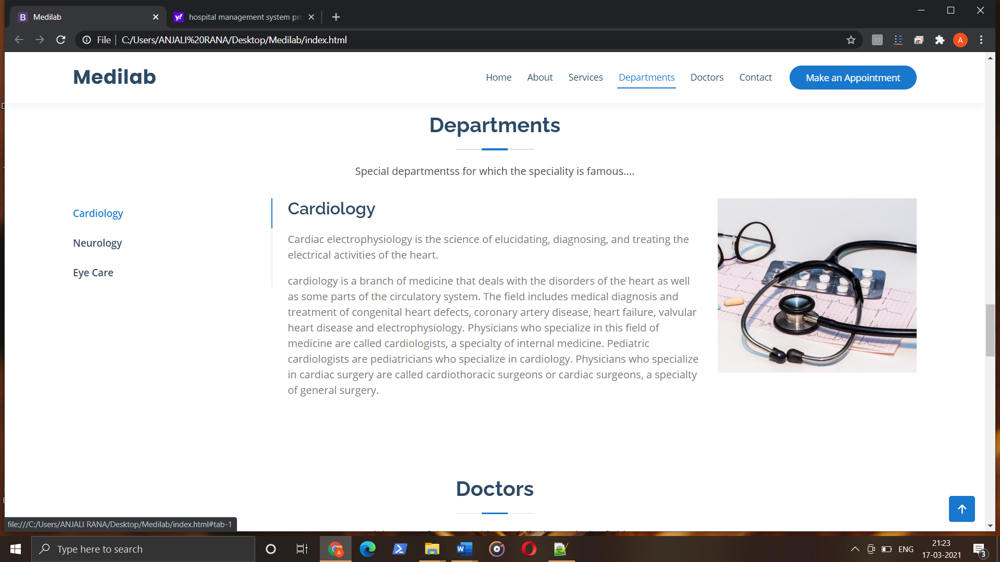 Medilab
hospital management system pr
File
C:/Users/ANJALI%20RANA/Desktop/Medilab/index.html
A
Medilab
Home
About
Services
Departments
Doctors
Contact
Make an Appointment
Departments
Special departmentss for which the speciality is famous....
Cardiology
Neurology
Eye Care
Cardiology
Cardiac electrophysiology is the science of elucidating, diagnosing, and treating the
electrical activities of the heart.
cardiology is a branch of medicine that deals with the disorders of the heart as well
as some parts of the circulatory system. The field includes medical diagnosis and
treatment of congenital heart defects, coronary artery disease, heart failure, valvular
heart disease and electrophysiology. Physicians who specialize in this field of
medicine are called cardiologists, a specialty of internal medicine. Pediatric
cardiologists are pediatricians who specialize in cardiology. Physicians who specialize
in cardiac surgery are called cardiothoracic surgeons or cardiac surgeons, a specialty
of general surgery.
Doctors
file:///C:/Users/ANJALI RANA/Desktop/Medilab/index.html#tab-1
Type here to search
ENG
21:23
17-03-2021
3